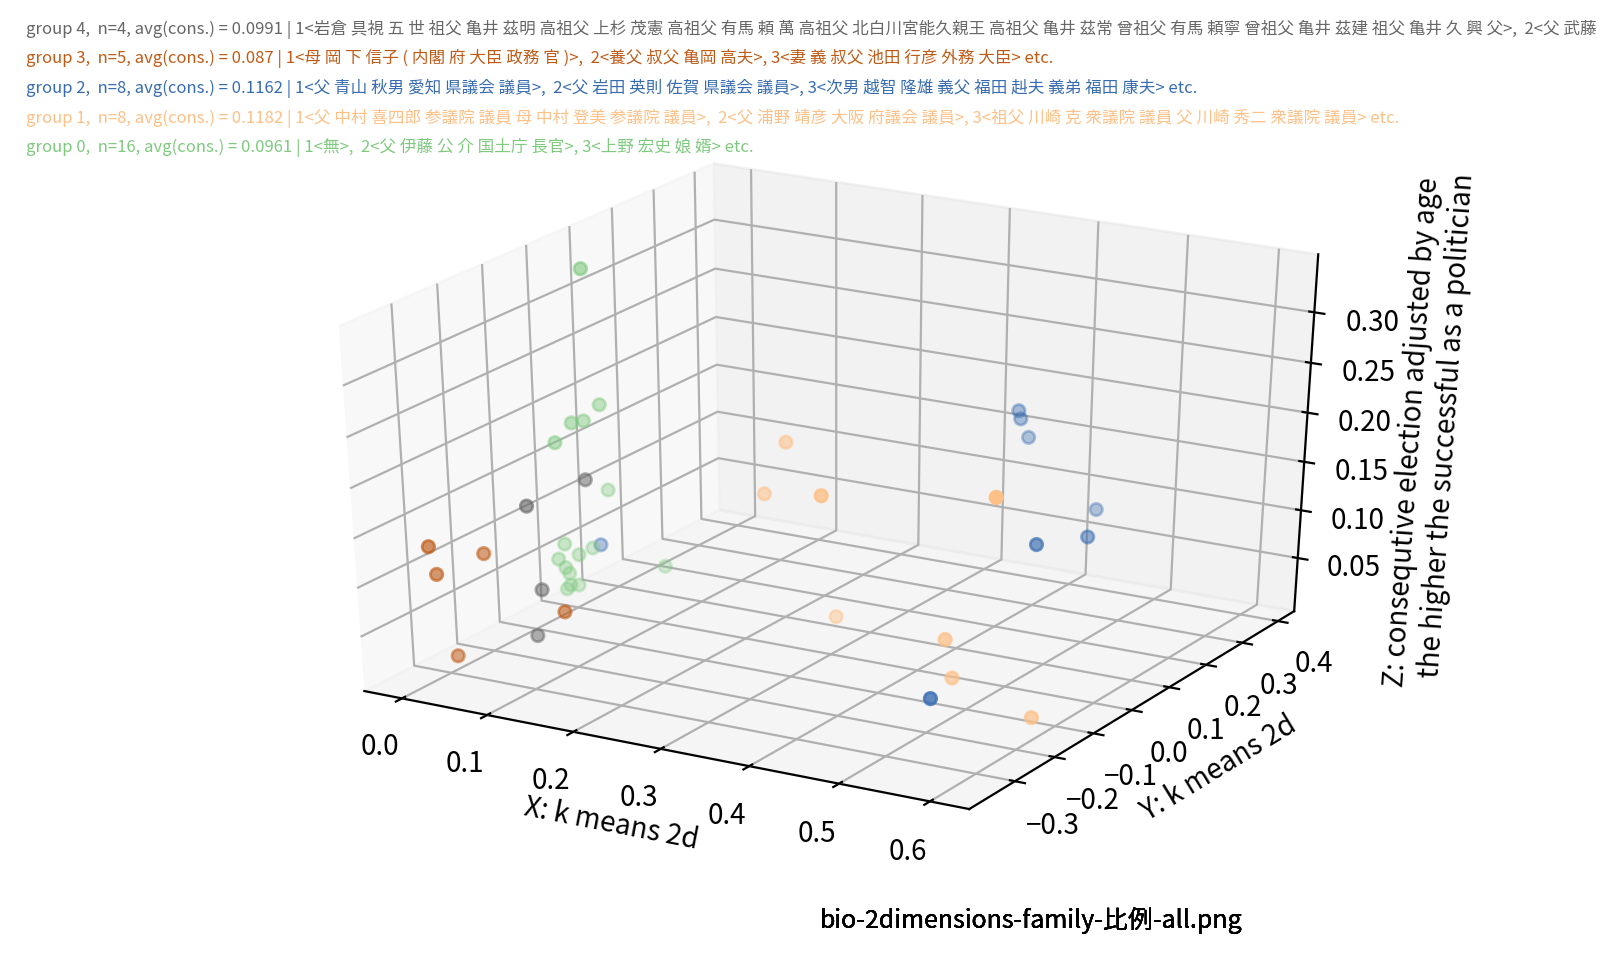 group 4,  n=4, avg(cons.) = 0.0991 | 1<岩倉 具視 五 世 祖父 亀井 茲明 高祖父 上杉 茂憲 高祖父 有馬 頼 萬 高祖父 北白川宮能久親王 高祖父 亀井 茲常 曾祖父 有馬 頼寧 曾祖父 亀井 茲建 祖父 亀井 久 興 父>,  2<父 武藤
group 3,  n=5, avg(cons.) = 0.087 | 1<母 岡 下 信子 ( 内閣 府 大臣 政務 官 )>,  2<養父 叔父 亀岡 高夫>, 3<妻 義 叔父 池田 行彦 外務 大臣> etc.
group 2,  n=8, avg(cons.) = 0.1162 | 1<父 青山 秋男 愛知 県議会 議員>,  2<父 岩田 英則 佐賀 県議会 議員>, 3<次男 越智 隆雄 義父 福田 赳夫 義弟 福田 康夫> etc.
group 1,  n=8, avg(cons.) = 0.1182 | 1<父 中村 喜四郎 参議院 議員 母 中村 登美 参議院 議員>,  2<父 浦野 靖彦 大阪 府議会 議員>, 3<祖父 川崎 克 衆議院 議員 父 川崎 秀二 衆議院 議員> etc.
group 0,  n=16, avg(cons.) = 0.0961 | 1<無>,  2<父 伊藤 公 介 国土庁 長官>, 3<上野 宏史 娘 婿> etc.
Z: consequtive election adjusted by age
the higher the successful as a politician
0.30
0.25
0.20
0.15
0.10
0.05
0.4
0.3
0.2
0.1
0.0
−0.1
−0.2
−0.3
Y: k means 2d
0.0
0.1
0.2
0.3
0.4
0.5
0.6
X: k means 2d
bio-2dimensions-family-比例-all.png